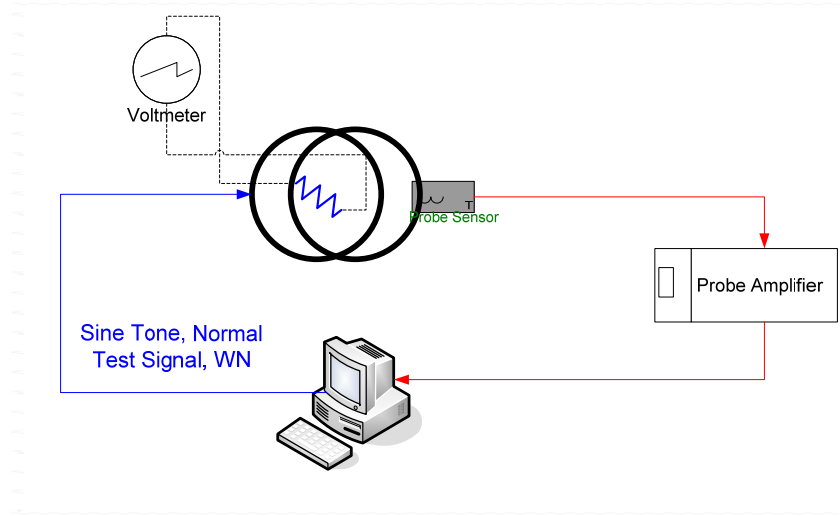 Voltmeter
T
Probe Sensor
Probe Amplifier
Sine Tone, Normal
Test Signal, WN